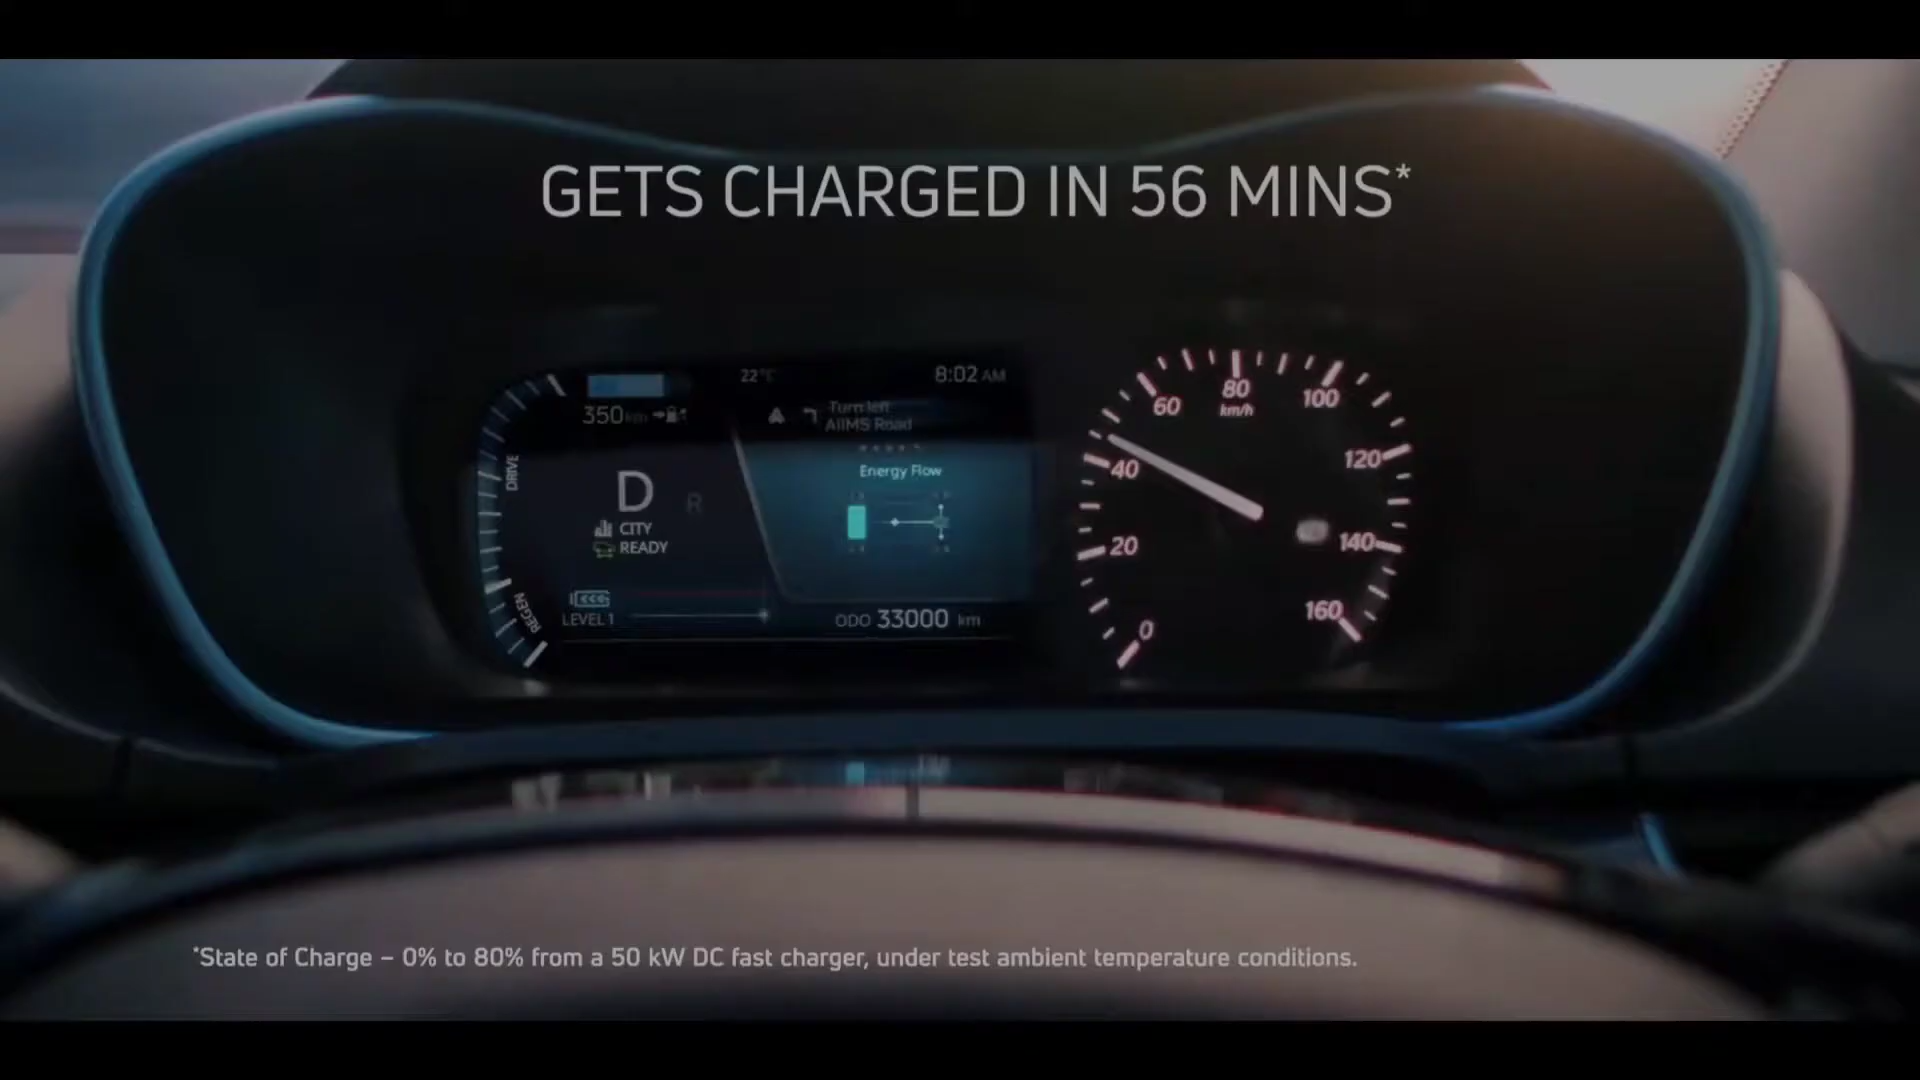 GETS CHARGED IN 56 MINS*
22°C
8:02 AM
350 km
Turn left
AIIMS Road
DRIVE
Energy Flow
D R
CITY
READY
REGEN
LEVEL 1
ODO 33000 km
0
20
40
60
80
km/h
100
120
140
160
*State of Charge – 0% to 80% from a 50 kW DC fast charger, under test ambient temperature conditions.